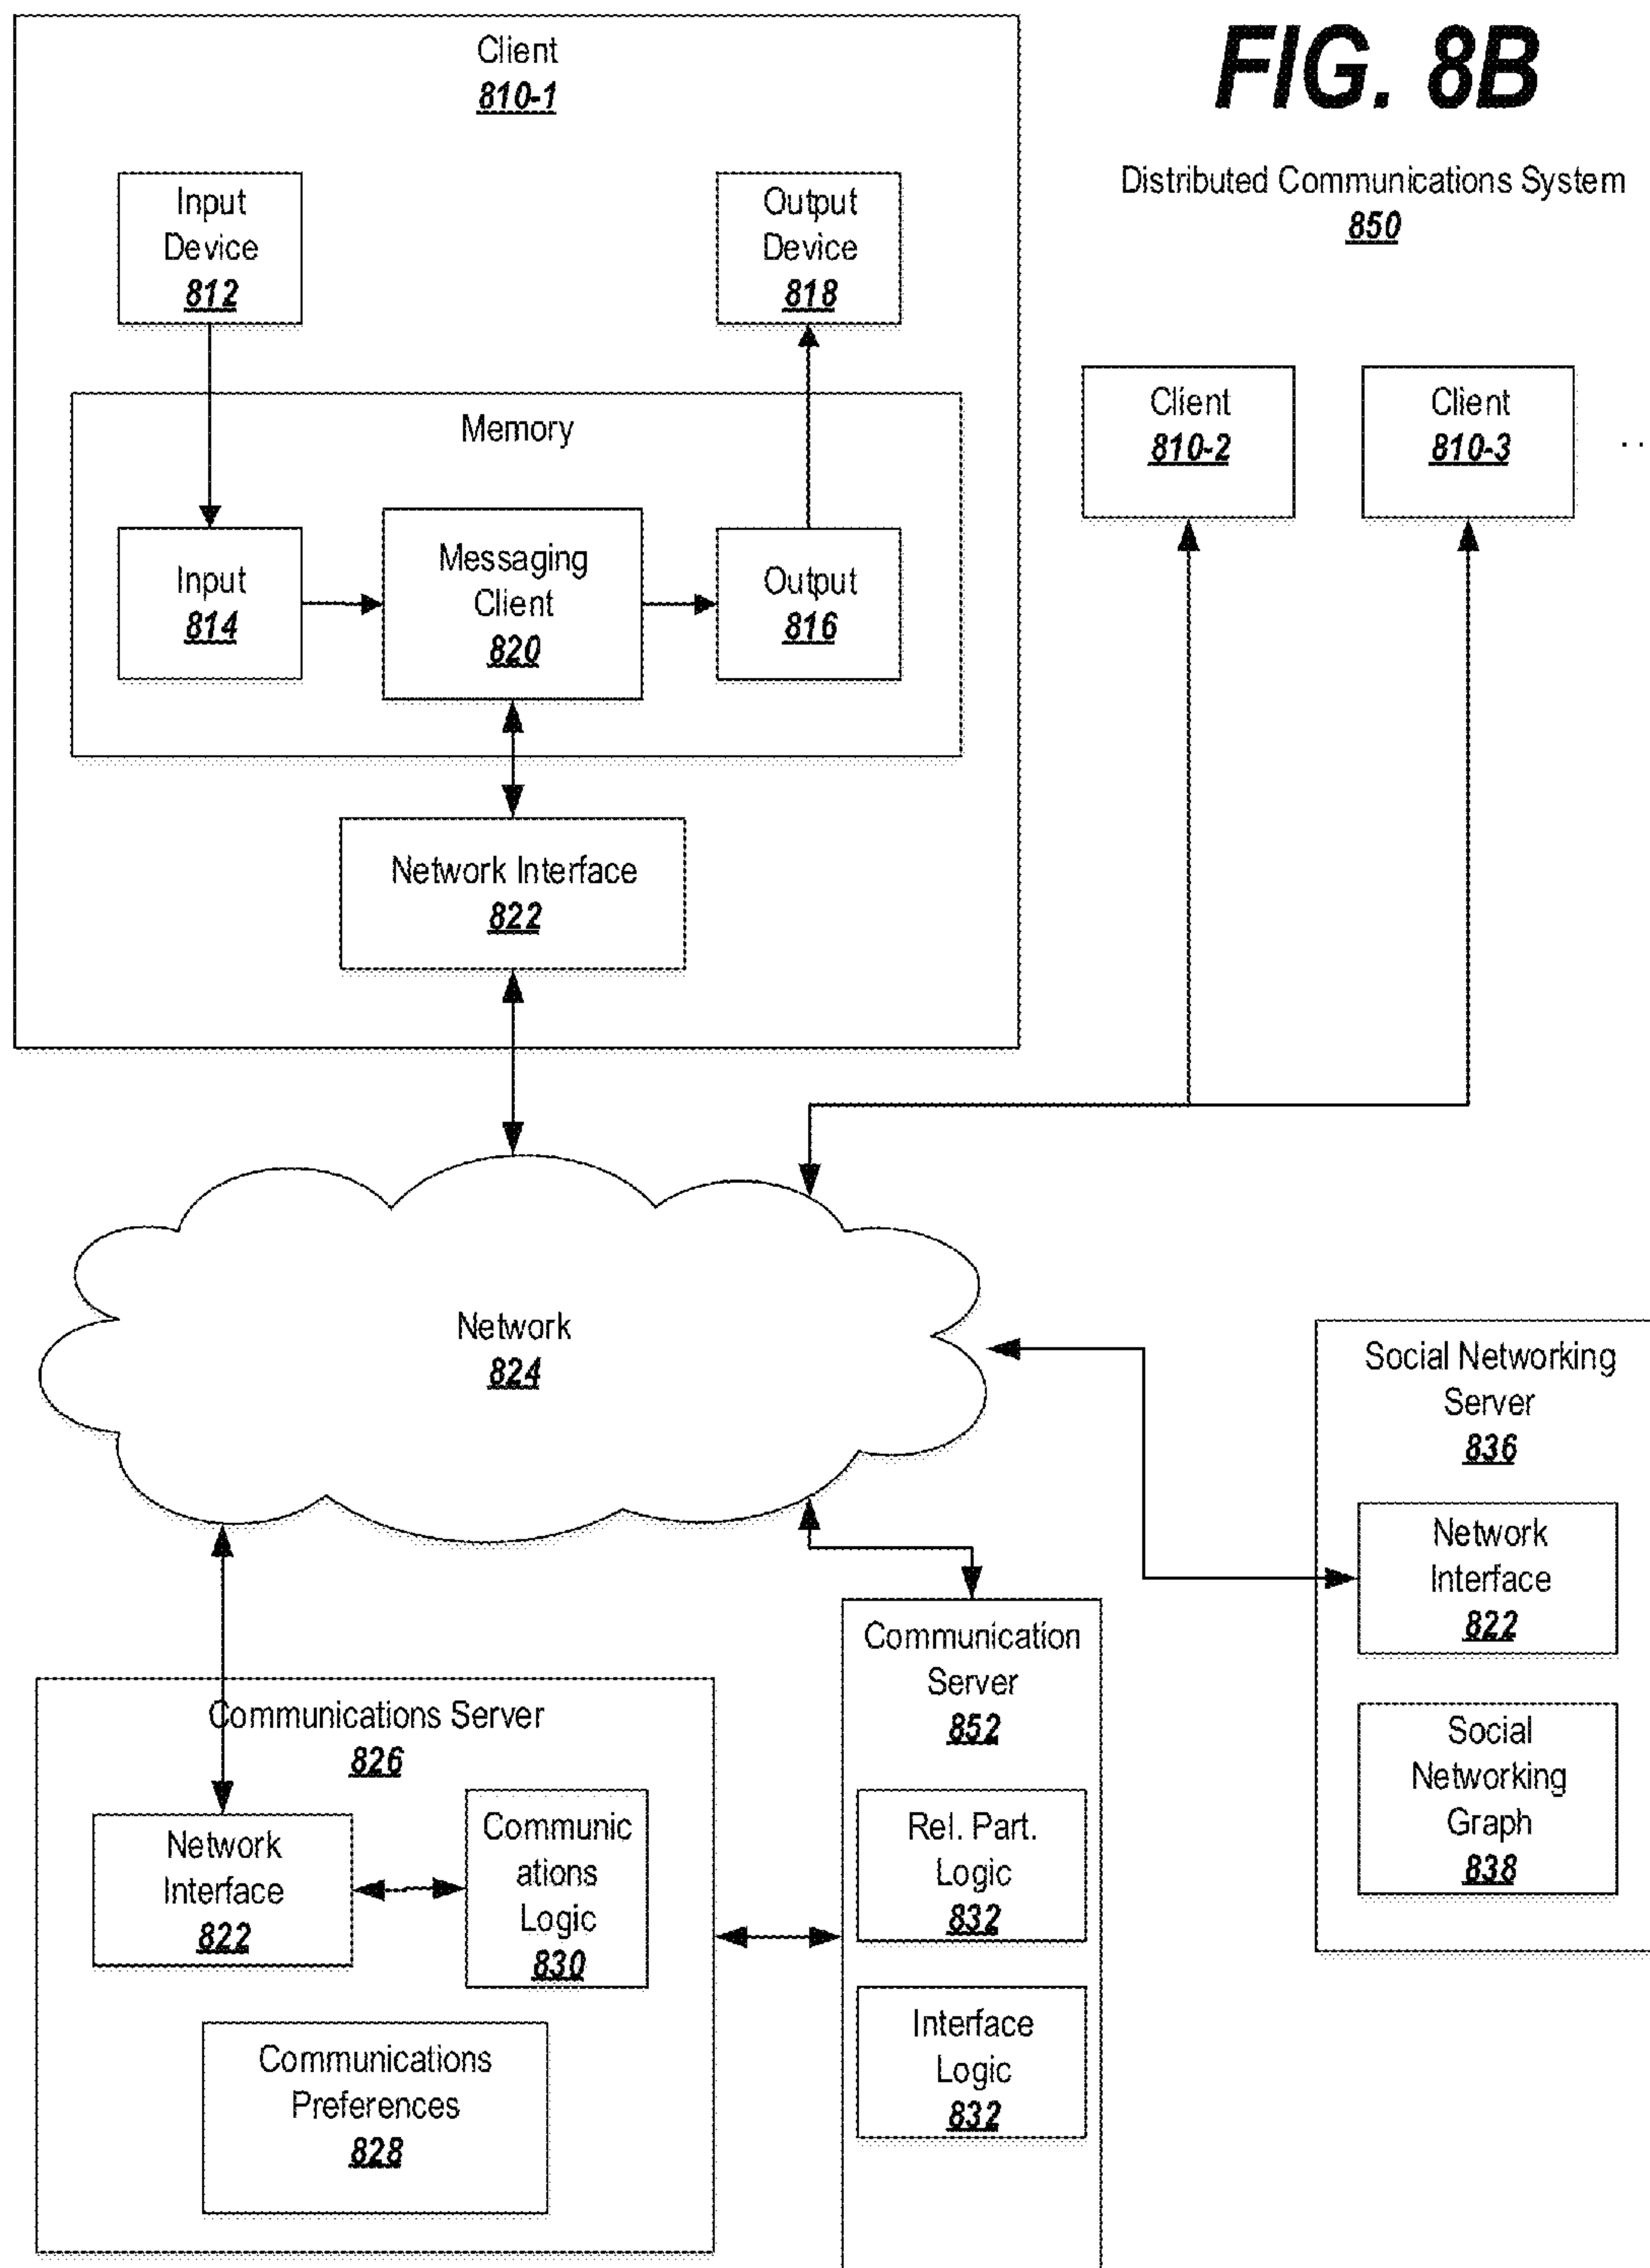 FIG. 8B
Distributed Communications System
850
Client
810-1
Input
Device
812
Output
Device
818
Memory
Input
814
Messaging
Client
820
Output
816
Network Interface
822
Client
810-2
Client
810-3
..
Network
824
Social Networking
Server
836
Network
Interface
822
Social
Networking
Graph
838
Communications Server
826
Network
Interface
822
Communic
ations
Logic
830
Communications
Preferences
828
Communication
Server
852
Rel. Part.
Logic
832
Interface
Logic
832